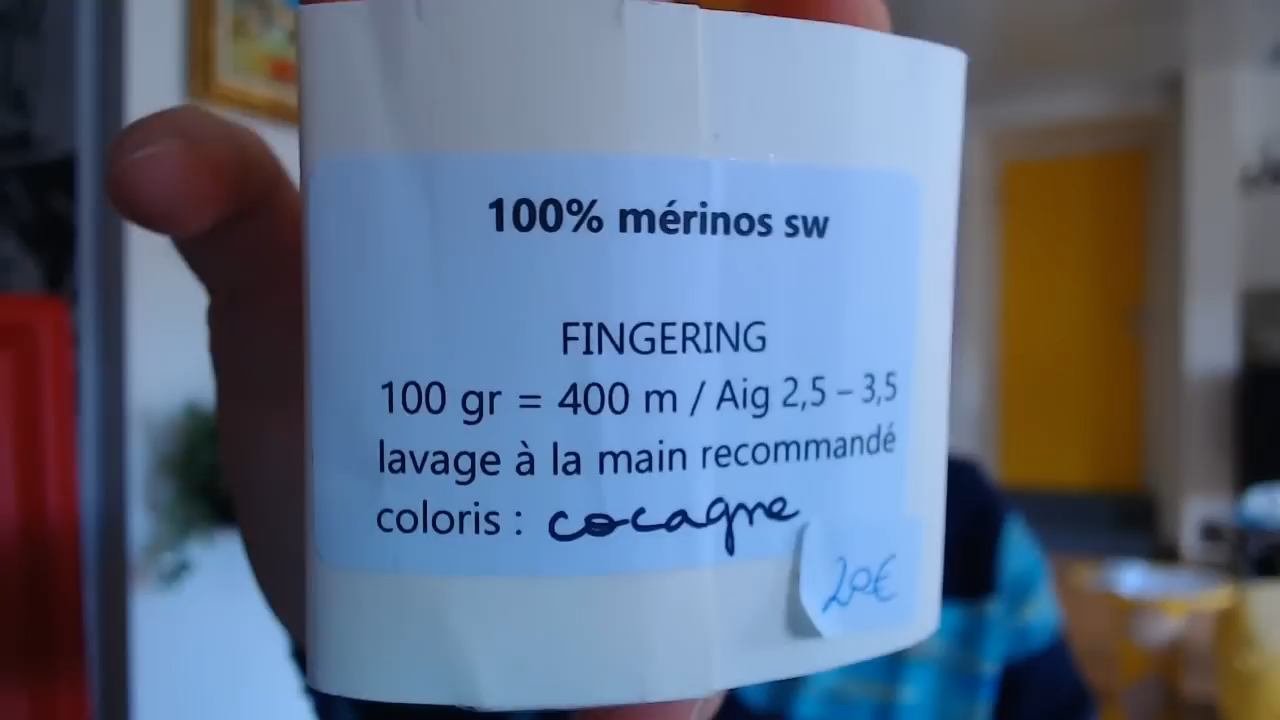 100% mérinos sw
FINGERING
100 gr = 400 m / Aig 2,5 – 3,5
lavage à la main recommandé
coloris : cocagne
20€